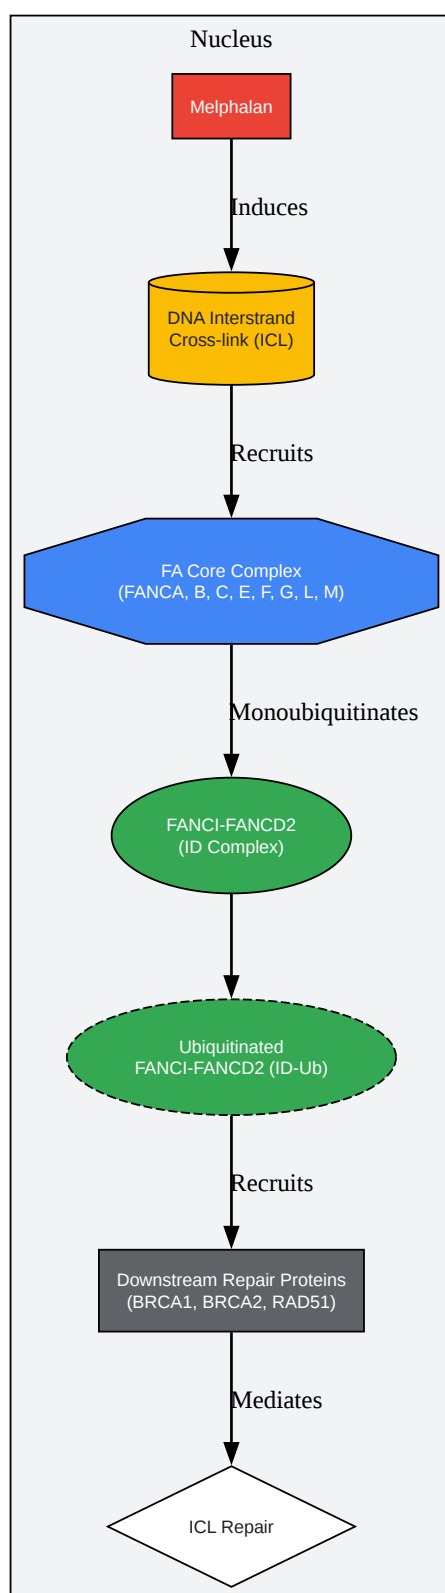 Nucleus
Melphalan
Induces
DNA Interstrand
Cross-link (ICL)
Recruits
FA Core Complex
(FANCA, B, C, E, F, G, L, M)
Monoubiquitinates
FANCI-FANCD2
(ID Complex)
Ubiquitinated
FANCI-FANCD2 (ID-Ub)
Recruits
Downstream Repair Proteins
(BRCA1, BRCA2, RAD51)
Mediates
ICL Repair